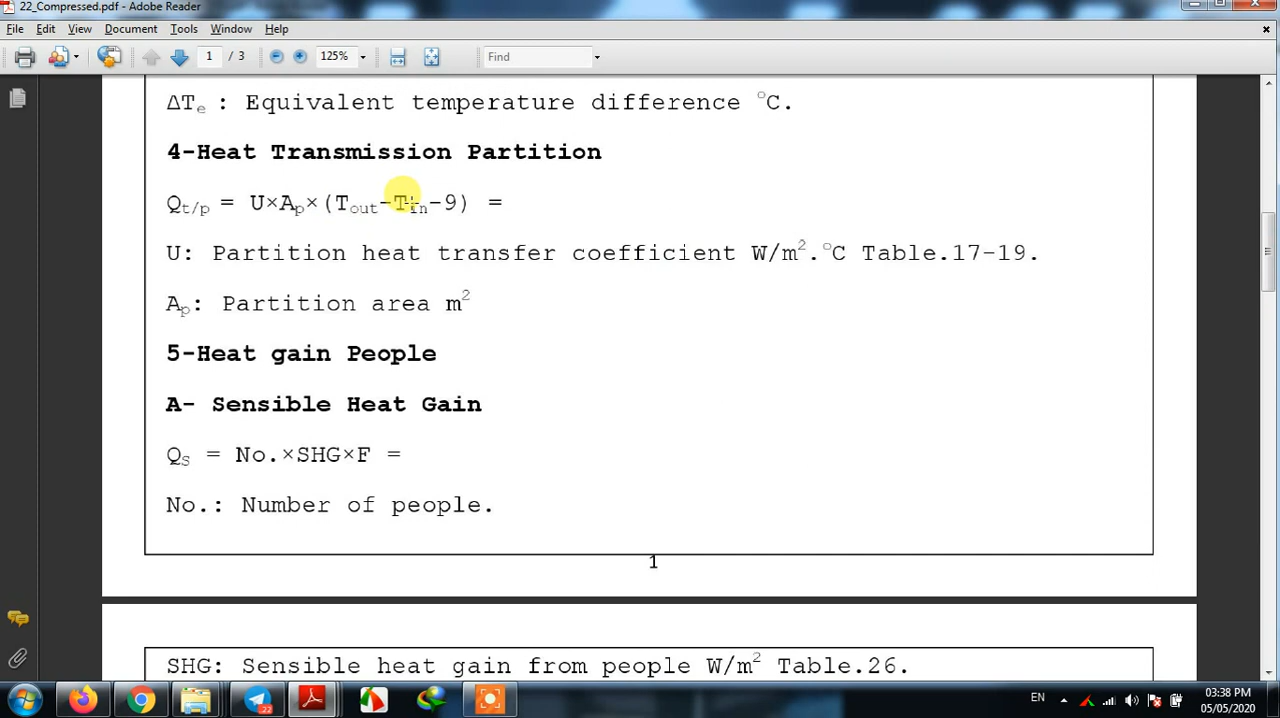 22_Compressed.pdf - Adobe Reader
File Edit View Document Tools Window Help
1 / 3 125% Find
ΔTe : Equivalent temperature difference °C.
4-Heat Transmission Partition
Qt/p = U×Ap×(Tout-Tin-9) =
U: Partition heat transfer coefficient W/m2.°C Table.17-19.
Ap: Partition area m2
5-Heat gain People
A- Sensible Heat Gain
QS = No.×SHG×F =
No.: Number of people.
1
SHG: Sensible heat gain from people W/m2 Table.26.
22
EN
03:38 PM
05/05/2020